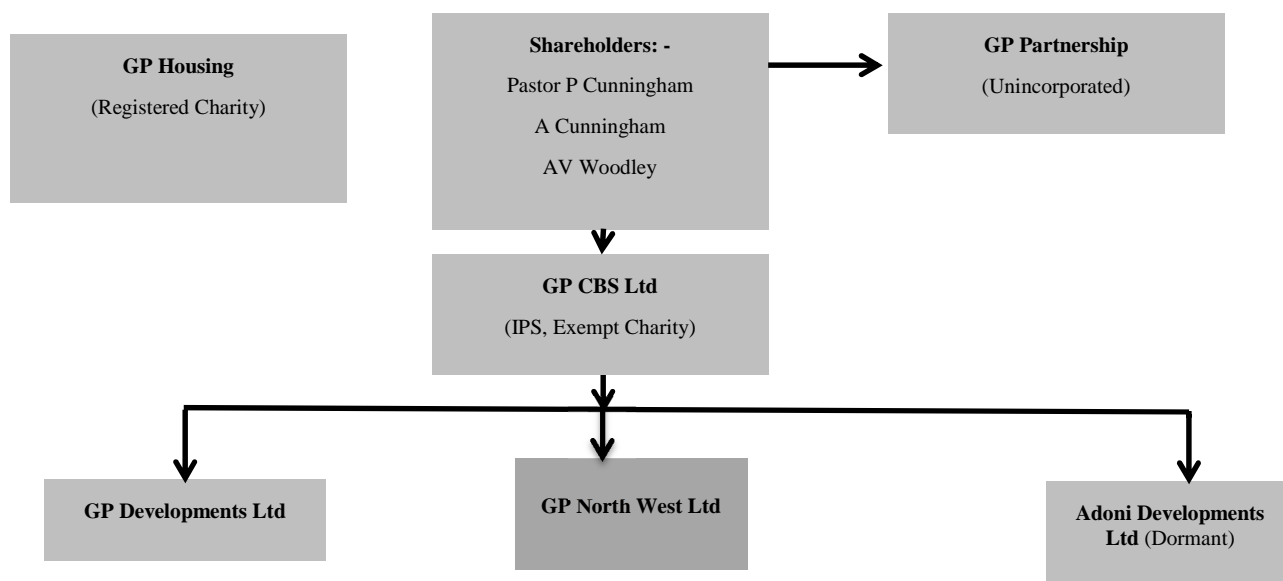 GP Housing
(Registered Charity)
Shareholders: -
Pastor P Cunningham
A Cunningham
AV Woodley
GP Partnership
(Unincorporated)
GP CBS Ltd
(IPS, Exempt Charity)
GP Developments Ltd
GP North West Ltd
Adoni Developments
Ltd (Dormant)